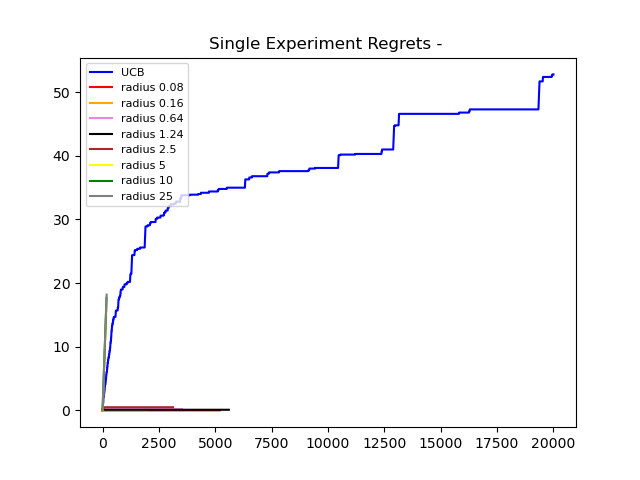 Single Experiment Regrets -
UCB
radius 0.08
radius 0.16
radius 0.64
radius 1.24
radius 2.5
radius 5
radius 10
radius 25
50
40
30
20
10
0
0 2500 5000 7500 10000 12500 15000 17500 20000